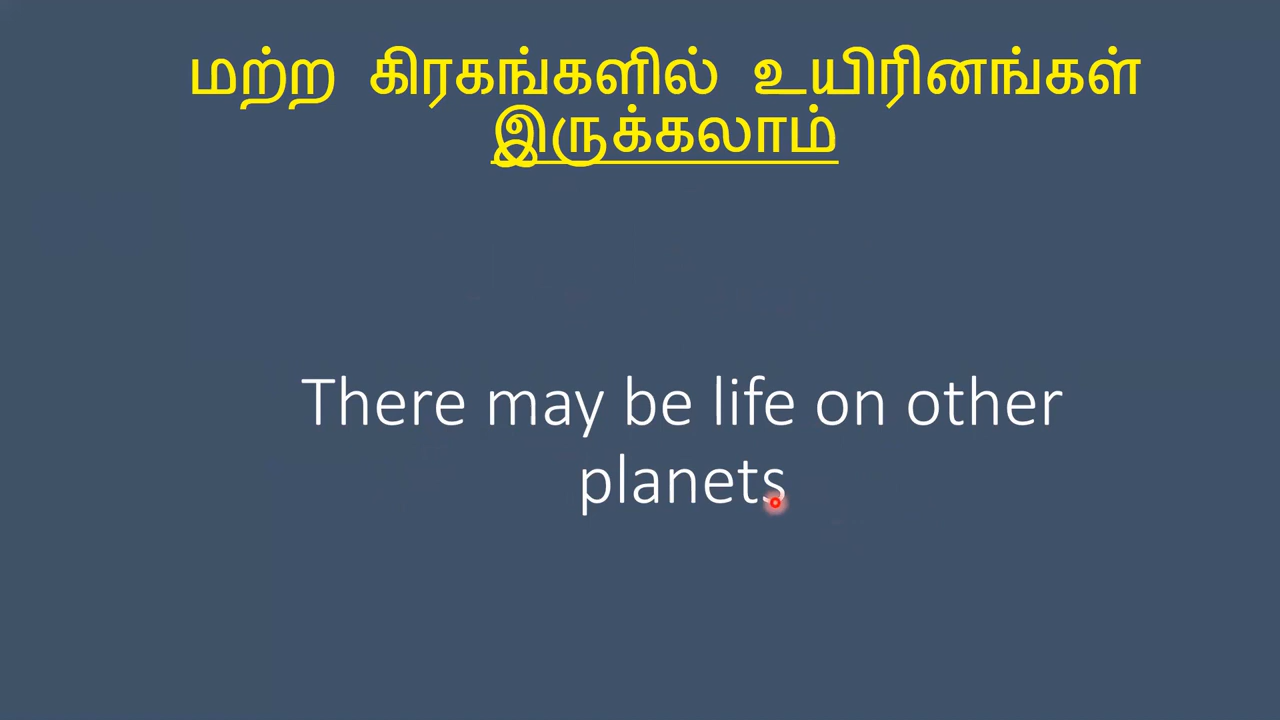 மற்ற கிரகங்களில் உயிரினங்கள்
இருக்கலாம்
There may be life on other
planets